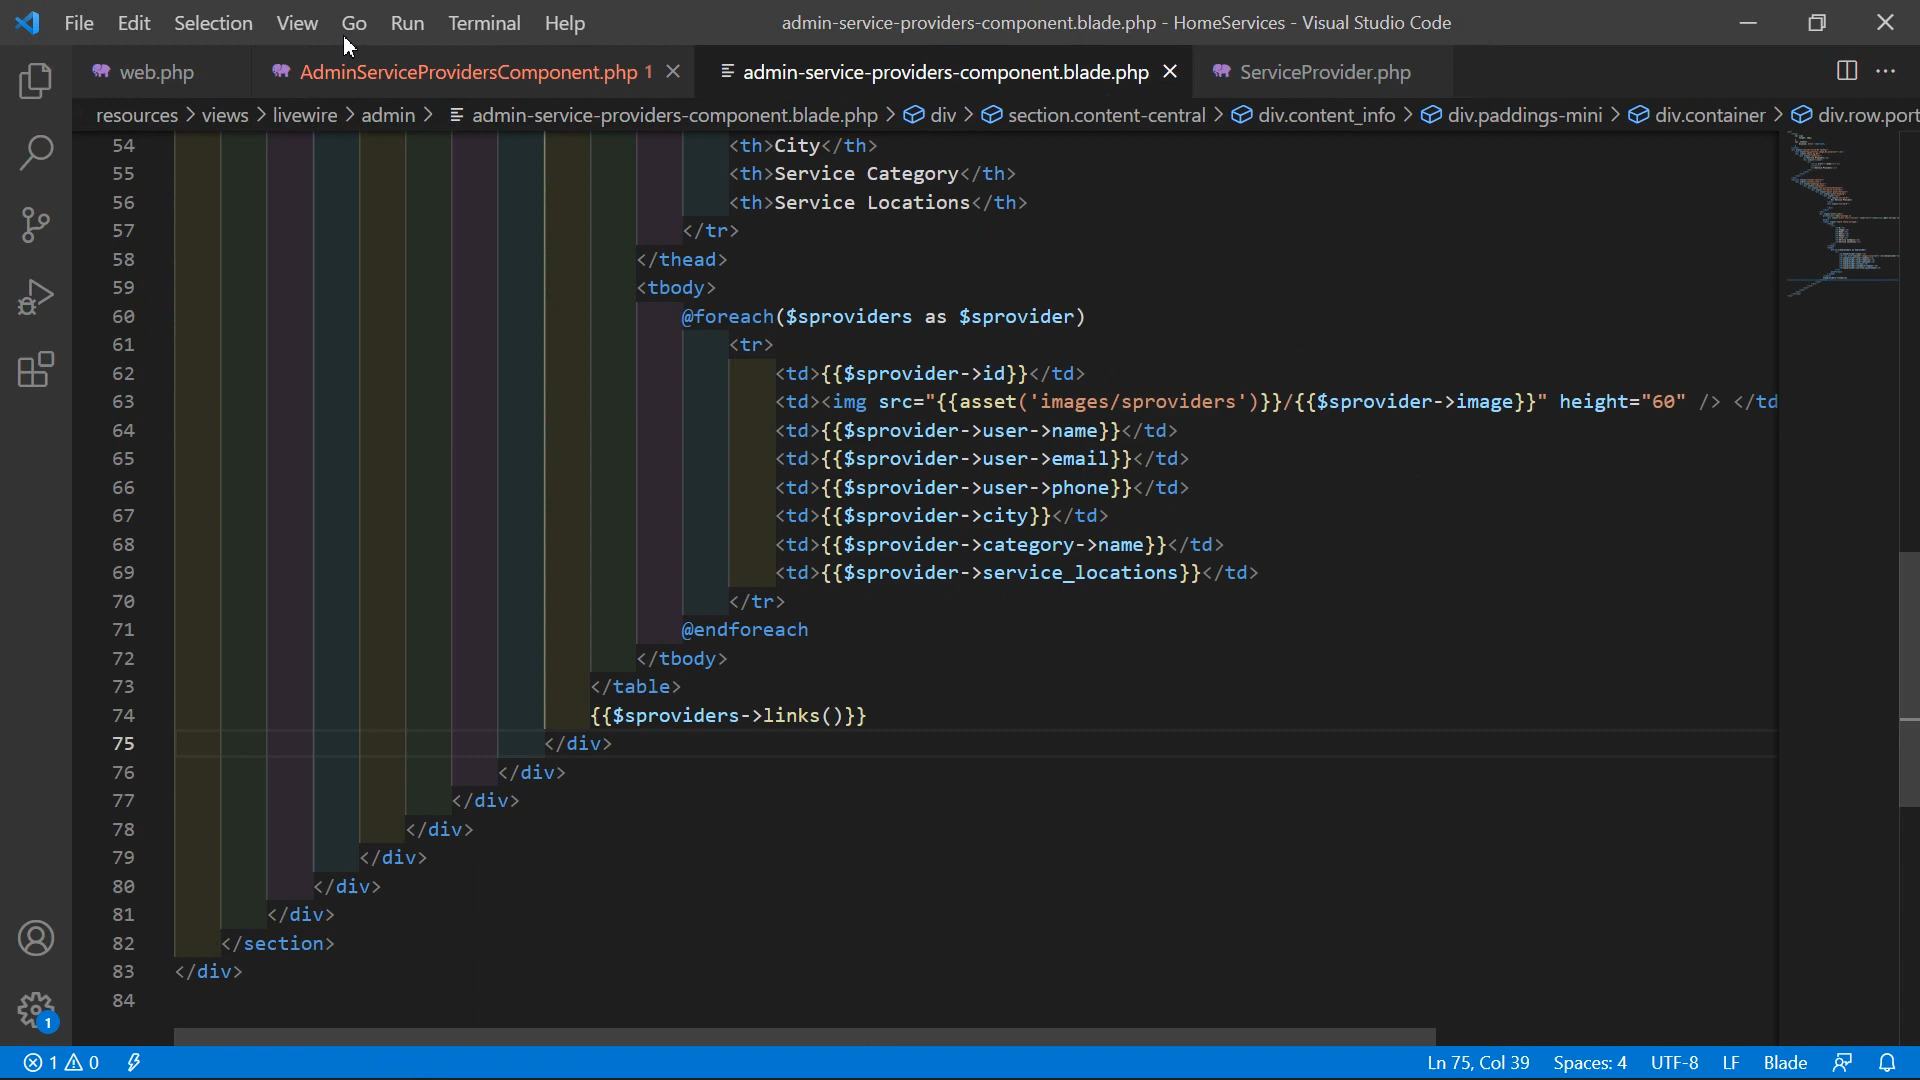 File Edit Selection View Go Run Terminal Help admin-service-providers-component.blade.php - HomeServices - Visual Studio Code
web.php AdminServiceProvidersComponent.php 1 admin-service-providers-component.blade.php ServiceProvider.php
resources > views > livewire > admin > admin-service-providers-component.blade.php > div > section.content-central > div.content_info > div.paddings-mini > div.container > div.row.port
54 <th>City</th>
55 <th>Service Category</th>
56 <th>Service Locations</th>
57 </tr>
58 </thead>
59 <tbody>
60 @foreach($sproviders as $sprovider)
61 <tr>
62 <td>{{$sprovider->id}}</td>
63 <td><img src="{{asset('images/sproviders')}}/{{$sprovider->image}}" height="60" /> </td
64 <td>{{$sprovider->user->name}}</td>
65 <td>{{$sprovider->user->email}}</td>
66 <td>{{$sprovider->user->phone}}</td>
67 <td>{{$sprovider->city}}</td>
68 <td>{{$sprovider->category->name}}</td>
69 <td>{{$sprovider->service_locations}}</td>
70 </tr>
71 @endforeach
72 </tbody>
73 </table>
74 {{$sproviders->links()}}
75 </div>
76 </div>
77 </div>
78 </div>
79 </div>
80 </div>
81 </div>
82 </section>
83 </div>
84
1
1 0 Ln 75, Col 39 Spaces: 4 UTF-8 LF Blade